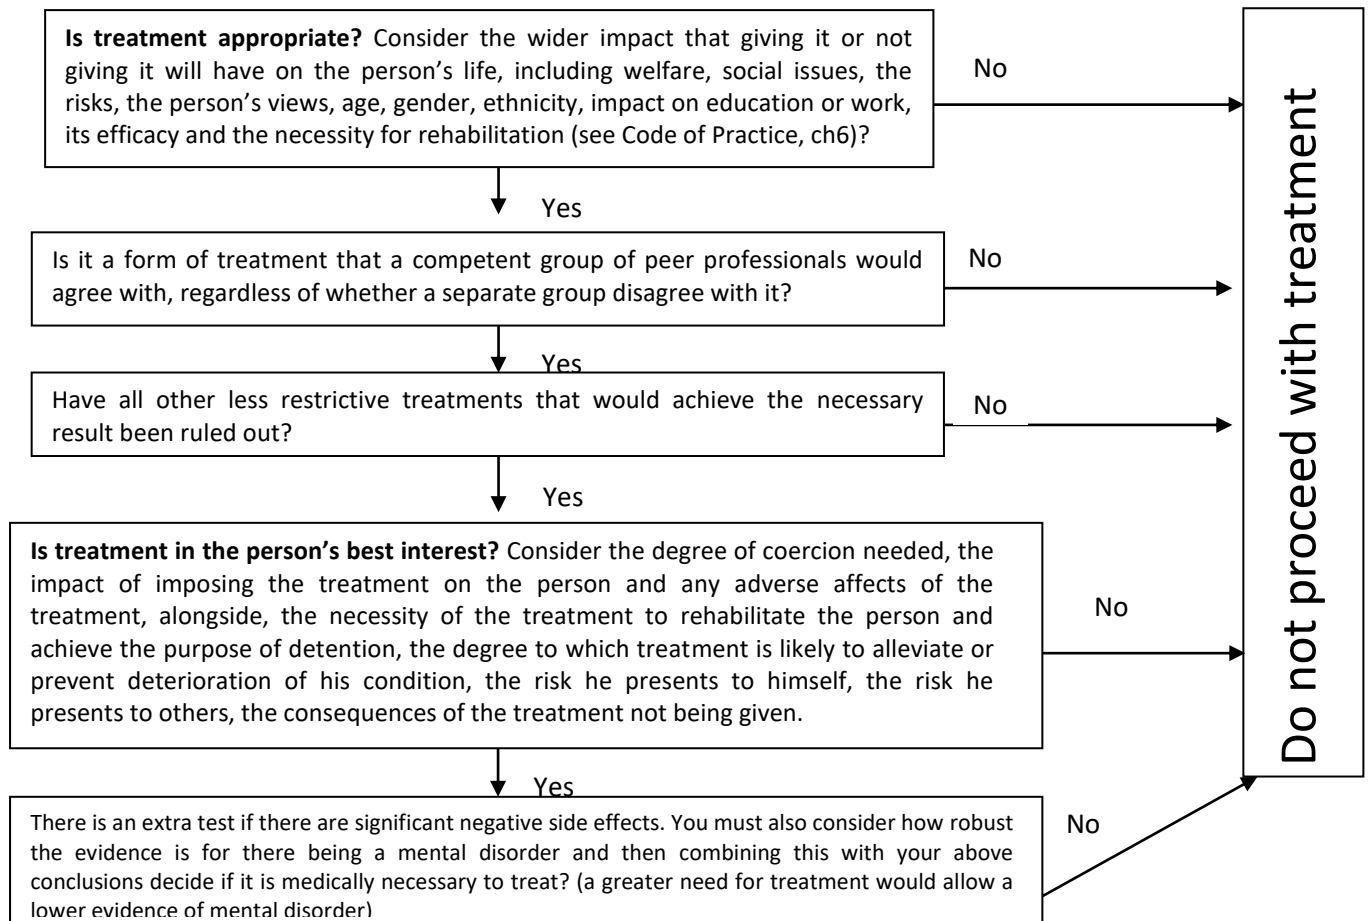 Is treatment appropriate? Consider the wider impact that giving it or not
giving it will have on the person’s life, including welfare, social issues, the
risks, the person’s views, age, gender, ethnicity, impact on education or work,
its efficacy and the necessity for rehabilitation (see Code of Practice, ch6)?
No
Yes
Is it a form of treatment that a competent group of peer professionals would
agree with, regardless of whether a separate group disagree with it?
No
Yes
Have all other less restrictive treatments that would achieve the necessary
result been ruled out?
No
Yes
Is treatment in the person’s best interest? Consider the degree of coercion needed, the
impact of imposing the treatment on the person and any adverse affects of the
treatment, alongside, the necessity of the treatment to rehabilitate the person and
achieve the purpose of detention, the degree to which treatment is likely to alleviate or
prevent deterioration of his condition, the risk he presents to himself, the risk he
presents to others, the consequences of the treatment not being given.
No
Yes
There is an extra test if there are significant negative side effects. You must also consider how robust
the evidence is for there being a mental disorder and then combining this with your above
conclusions decide if it is medically necessary to treat? (a greater need for treatment would allow a
lower evidence of mental disorder)
No
Do not proceed with treatment